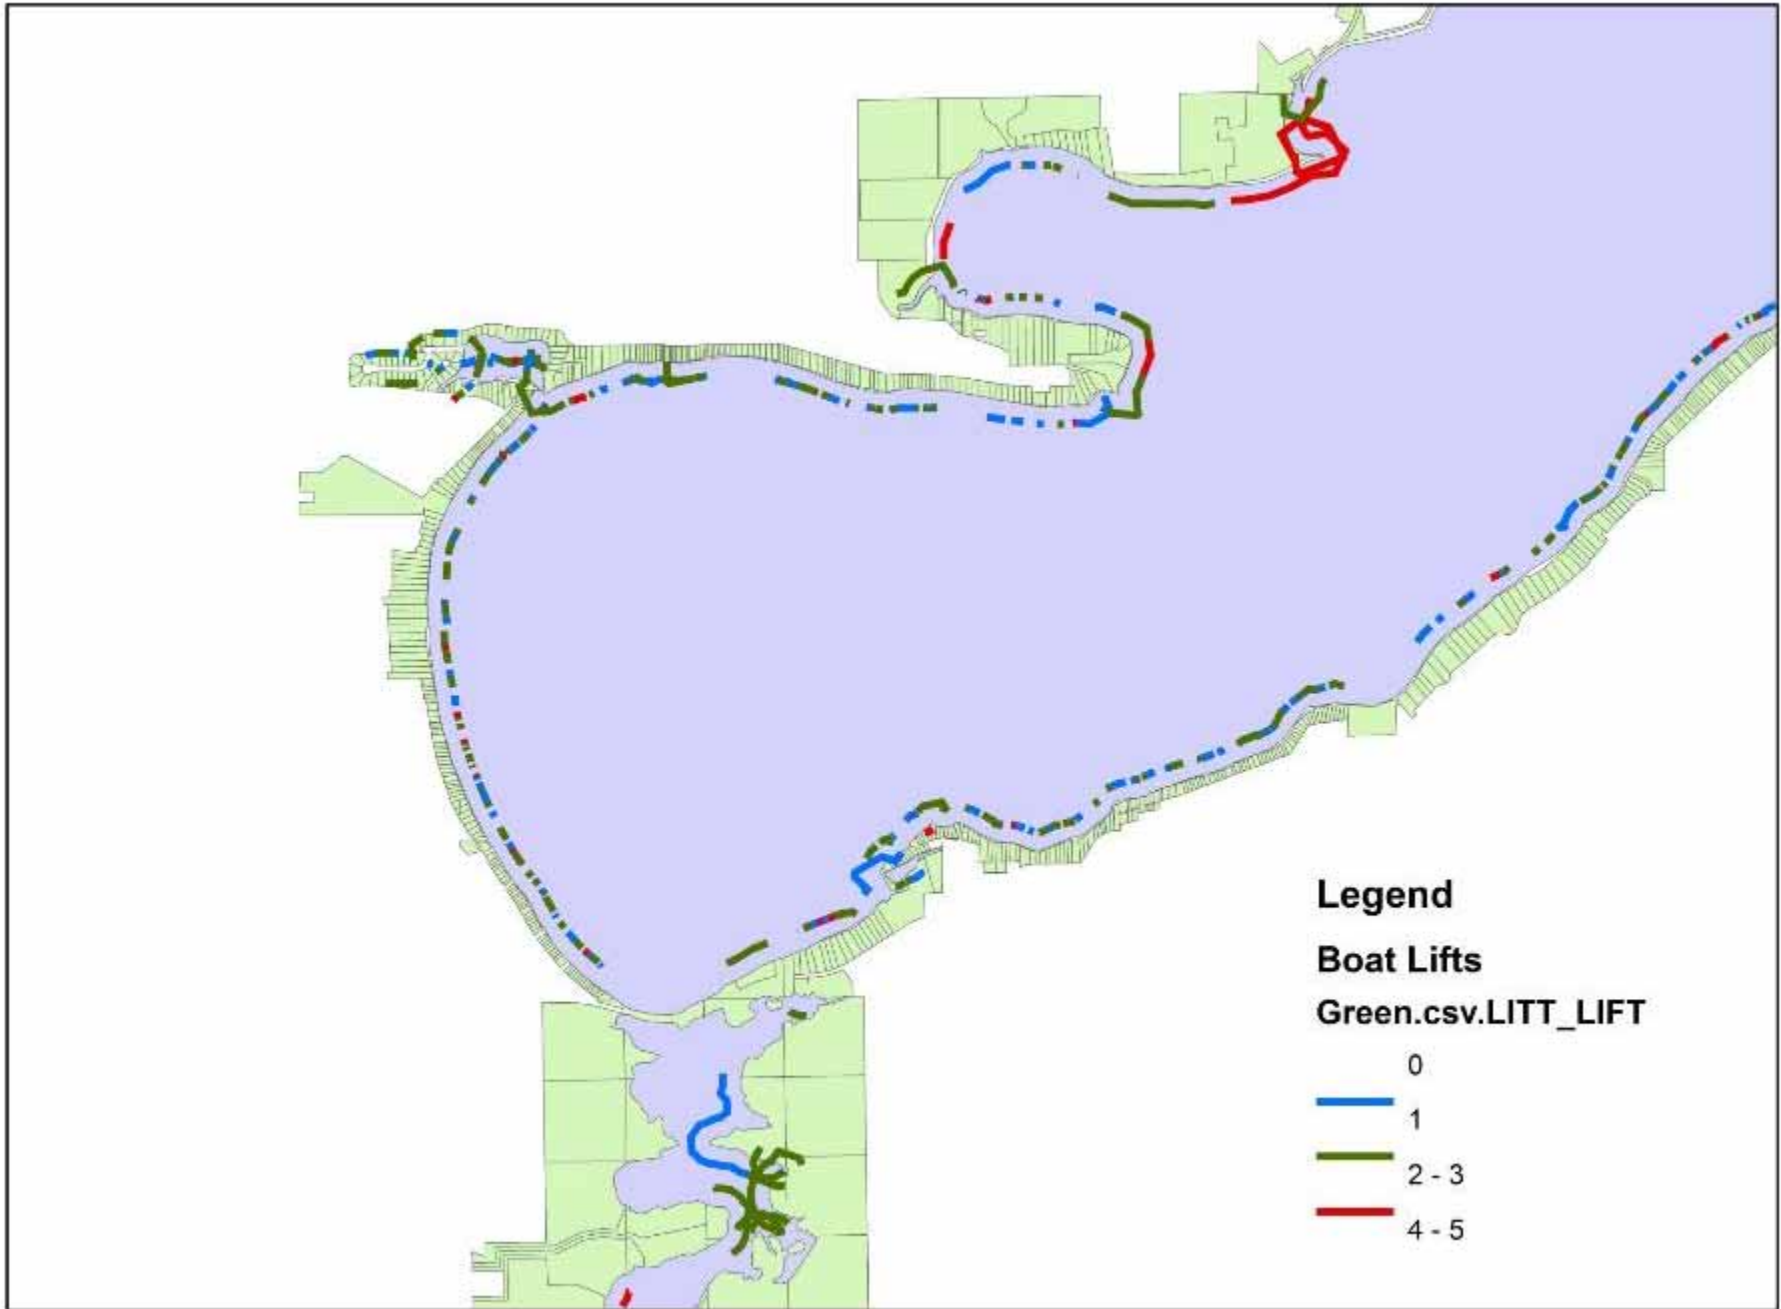 Legend
Boat Lifts
Green.csv.LITT_LIFT
0
1
2 - 3
4 - 5